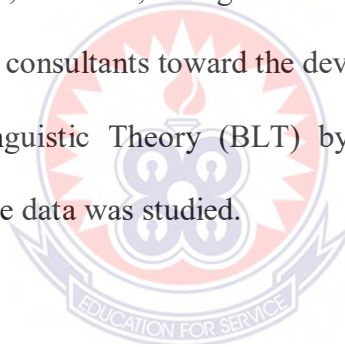 consultants toward the dev
nguistic Theory (BLT) by
e data was studied.
EDUCATION FOR SERVICE